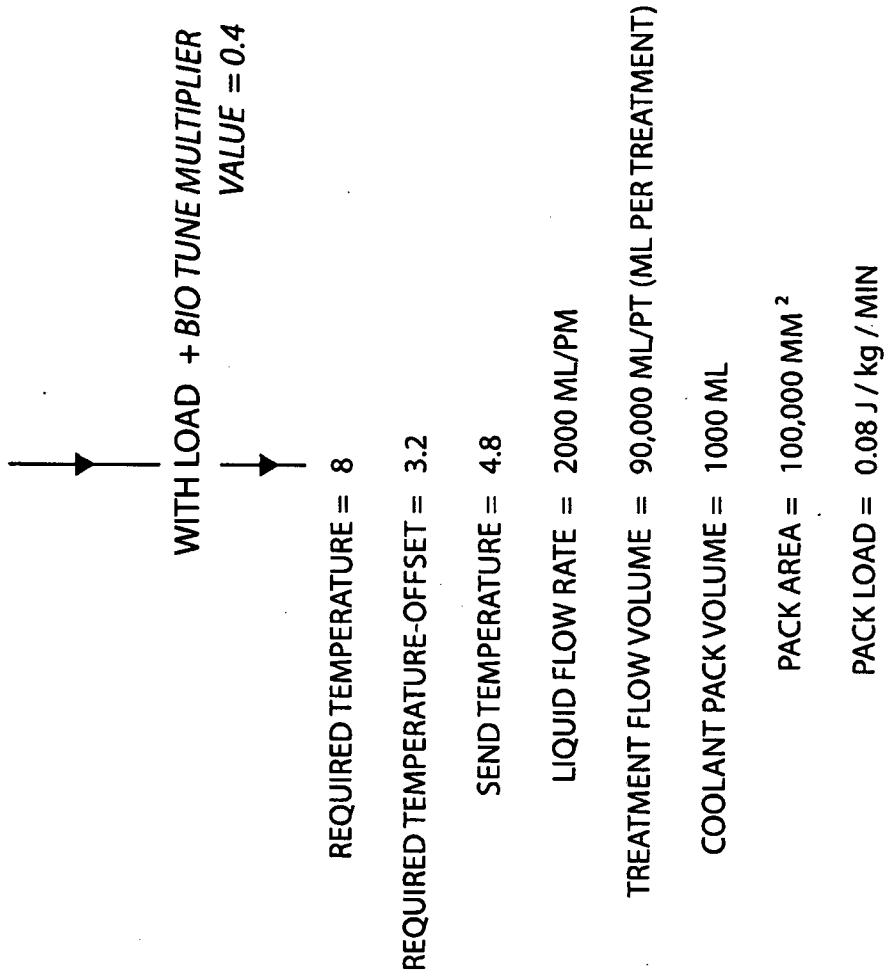 WITH LOAD + BIO TUNE MULTIPLIER
VALUE = 0.4
REQUIRED TEMPERATURE = 8
REQUIRED TEMPERATURE-OFFSET = 3.2
SEND TEMPERATURE = 4.8
LIQUID FLOW RATE = 2000 ML/PM
TREATMENT FLOW VOLUME = 90,000 ML/PT (ML PER TREATMENT)
COOLANT PACK VOLUME = 1000 ML
PACK AREA = 100,000 MM²
PACK LOAD = 0.08 J / kg / MIN